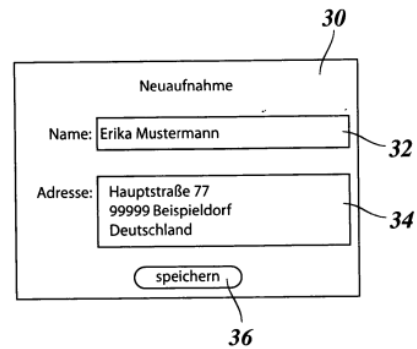 30
Neuaufnahme
Name: Erika Mustermann
32
Adresse: Hauptstraße 77
99999 Beispieldorf
Deutschland
34
speichern
36